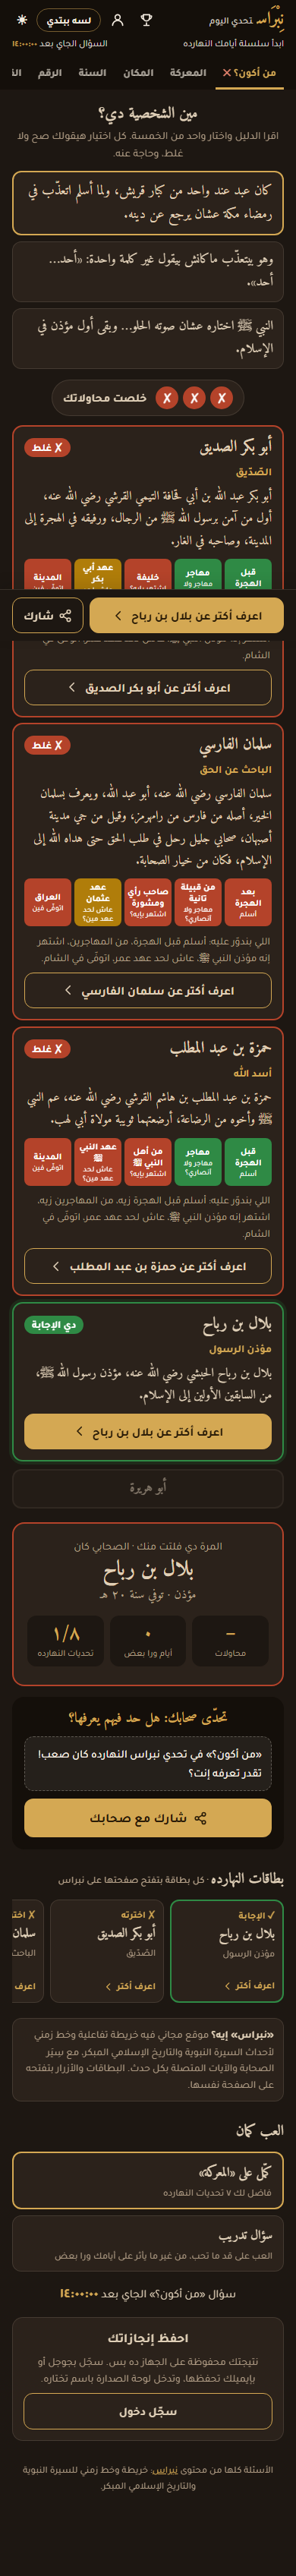 نِبْرَاس تحدي اليوم
لسه ببتدي
ابدأ سلسلة أيامك النهارده
السؤال الجاي بعد ١٤:٠٠:٠٠
من أكون؟ ✕
المعركة
المكان
السنة
الرقم
مين الشخصية دي؟
اقرا الدليل واختار واحد من الخمسة. كل اختيار هيقولك صح ولا
غلط، وحاجة عنه.
كان عبد عند واحد من كبار قريش، ولما أسلم اتعذّب في
رمضاء مكة عشان يرجع عن دينه.
وهو بيتعذّب ماكانش بيقول غير كلمة واحدة: «أحد...
أحد».
النبي ﷺ اختاره عشان صوته الحلو... وبقى أول مؤذن في
الإسلام.
✗ ✗ ✗ خلصت محاولاتك
أبو بكر الصديق
✗ غلط
الصدّيق
أبو بكر عبد الله بن أبي قحافة التيمي القرشي رضي الله عنه،
أول من آمن برسول الله ﷺ من الرجال، ورفيقه في الهجرة إلى
المدينة، وصاحبه في الغار.
قبل الهجرة
مهاجر
مهاجر ولا
خليفة
عهد أبي بكر
المدينة
اعرف أكتر عن بلال بن رباح
شارك
الشام.
اعرف أكتر عن أبو بكر الصديق
سلمان الفارسي
✗ غلط
الباحث عن الحق
سلمان الفارسي رضي الله عنه، أبو عبد الله، ويعرف بسلمان
الخير، أصله من فارس من رامهرمز، وقيل من جي مدينة
أصبهان، صحابي جليل رحل في طلب الحق حتى هداه الله إلى
الإسلام، فكان من خيار الصحابة.
بعد الهجرة
أسلم
من قبيلة تانية
مهاجر ولا أنصاري؟
صاحب رأي ومشورة
اشتهر بإيه؟
عهد عثمان
عاش لحد عهد مين؟
العراق
اتوفّى فين
اللي بندوّر عليه: أسلم قبل الهجرة، من المهاجرين، اشتهر
إنه مؤذن النبي ﷺ، عاش لحد عهد عمر، اتوفّى في الشام.
اعرف أكتر عن سلمان الفارسي
حمزة بن عبد المطلب
✗ غلط
أسد الله
حمزة بن عبد المطلب بن هاشم القرشي رضي الله عنه، عم النبي
ﷺ وأخوه من الرضاعة، أرضعتهما ثويبة مولاة أبي لهب.
قبل الهجرة
أسلم
مهاجر
مهاجر ولا أنصاري؟
من أهل النبي ﷺ
اشتهر بإيه؟
عهد النبي ﷺ
عاش لحد عهد مين؟
المدينة
اتوفّى فين
اللي بندوّر عليه: أسلم قبل الهجرة زيه، من المهاجرين زيه،
اشتهر إنه مؤذن النبي ﷺ، عاش لحد عهد عمر، اتوفّى في
الشام.
اعرف أكتر عن حمزة بن عبد المطلب
بلال بن رباح
دي الإجابة
مؤذن الرسول
بلال بن رباح الحبشي رضي الله عنه، مؤذن رسول الله ﷺ،
من السابقين الأولين إلى الإسلام.
اعرف أكتر عن بلال بن رباح
أبو هريرة
المرة دي فلتت منك · الصحابي كان
بلال بن رباح
مؤذن · توفي سنة ٢٠ هـ
–
محاولات
٠
أيام ورا بعض
١/٨
تحديات النهارده
تحدّى صحابك: هل حد فيهم يعرفها؟
«من أكون؟» في تحدي نبراس النهارده كان صعب!
تقدر تعرفه إنت؟
شارك مع صحابك
بطاقات النهارده · كل بطاقة بتفتح صفحتها على نبراس
✓ الإجابة
بلال بن رباح
مؤذن الرسول
اعرف أكتر
✗ اخترته
أبو بكر الصديق
الصدّيق
اعرف أكتر
«نبراس» إيه؟ موقع مجاني فيه خريطة تفاعلية وخط زمني
لأحداث السيرة النبوية والتاريخ الإسلامي المبكر، مع سِيَر
الصحابة والآيات المتصلة بكل حدث. البطاقات والأزرار بتفتحه
على الصفحة نفسها.
العب كمان
كمّل على «المعركة»
فاضل لك ٧ تحديات النهارده
سؤال تدريب
العب على قد ما تحب، من غير ما يأثر على أيامك ورا بعض
سؤال «من أكون؟» الجاي بعد ١٤:٠٠:٠٠
احفظ إنجازاتك
نتيجتك محفوظة على الجهاز ده بس. سجّل بجوجل أو
بإيميلك تحفظها، وتدخل لوحة الصدارة باسم تختاره.
سجّل دخول
الأسئلة كلها من محتوى نبراس: خريطة وخط زمني للسيرة النبوية
والتاريخ الإسلامي المبكر.